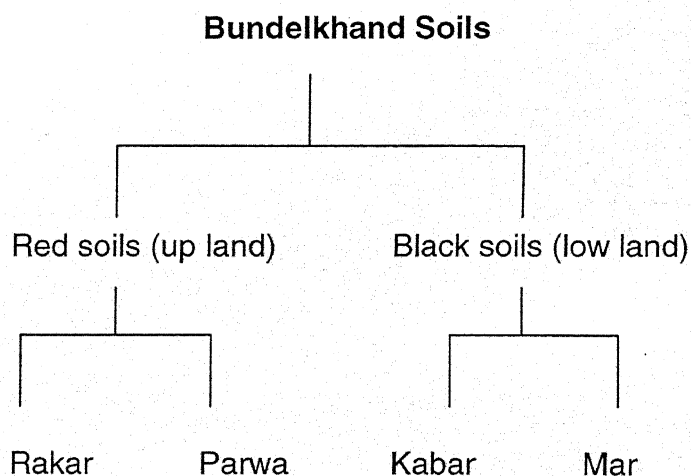 Bundelkhand Soils
Red soils (up land) Black soils (low land)
Rakar Parwa Kabar Mar